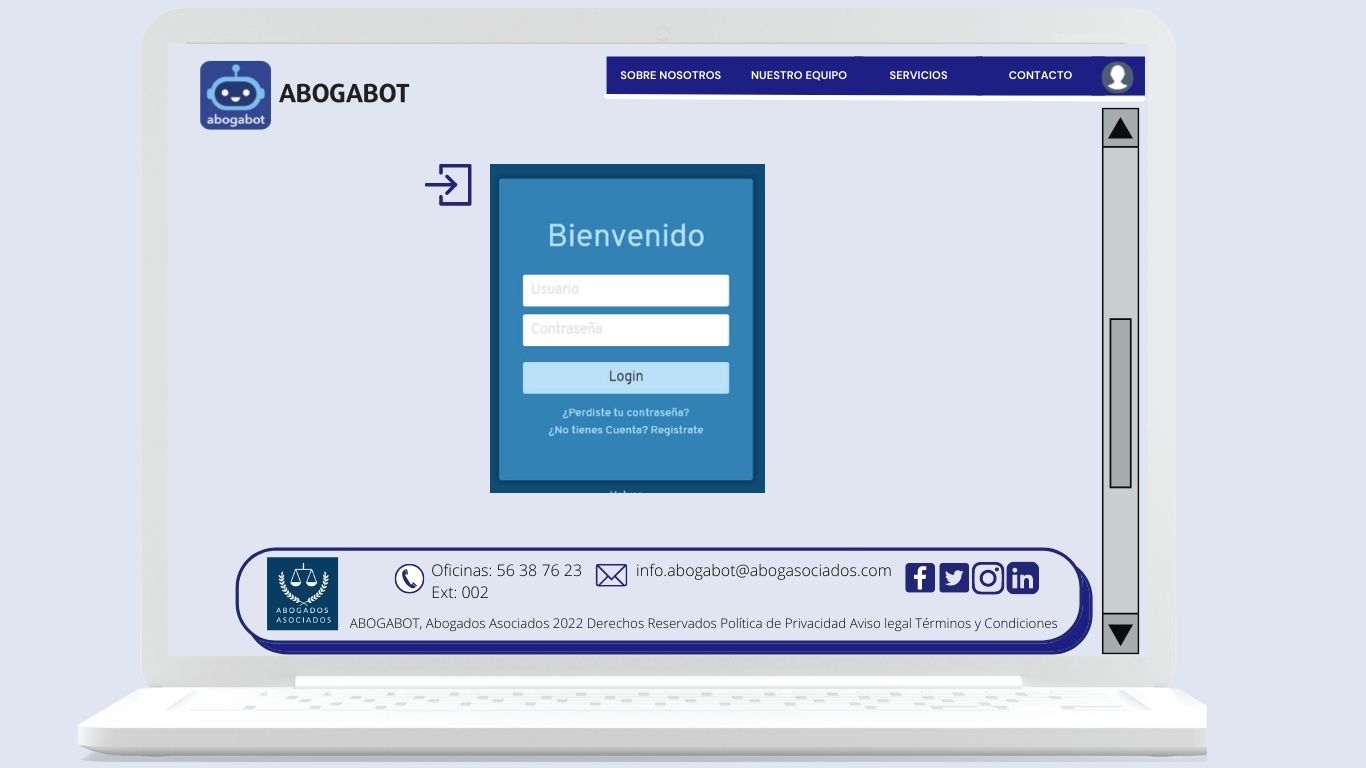 abogabot
ABOGABOT
SOBRE NOSOTROS
NUESTRO EQUIPO
SERVICIOS
CONTACTO
Bienvenido
Usuario
Contraseña
Login
¿Perdiste tu contraseña?
¿No tienes Cuenta? Registrate
ABOGADOS
ASOCIADOS
Oficinas: 56 38 76 23
Ext: 002
info.abogabot@abogasociados.com
ABOGABOT, Abogados Asociados 2022 Derechos Reservados Política de Privacidad Aviso legal Términos y Condiciones